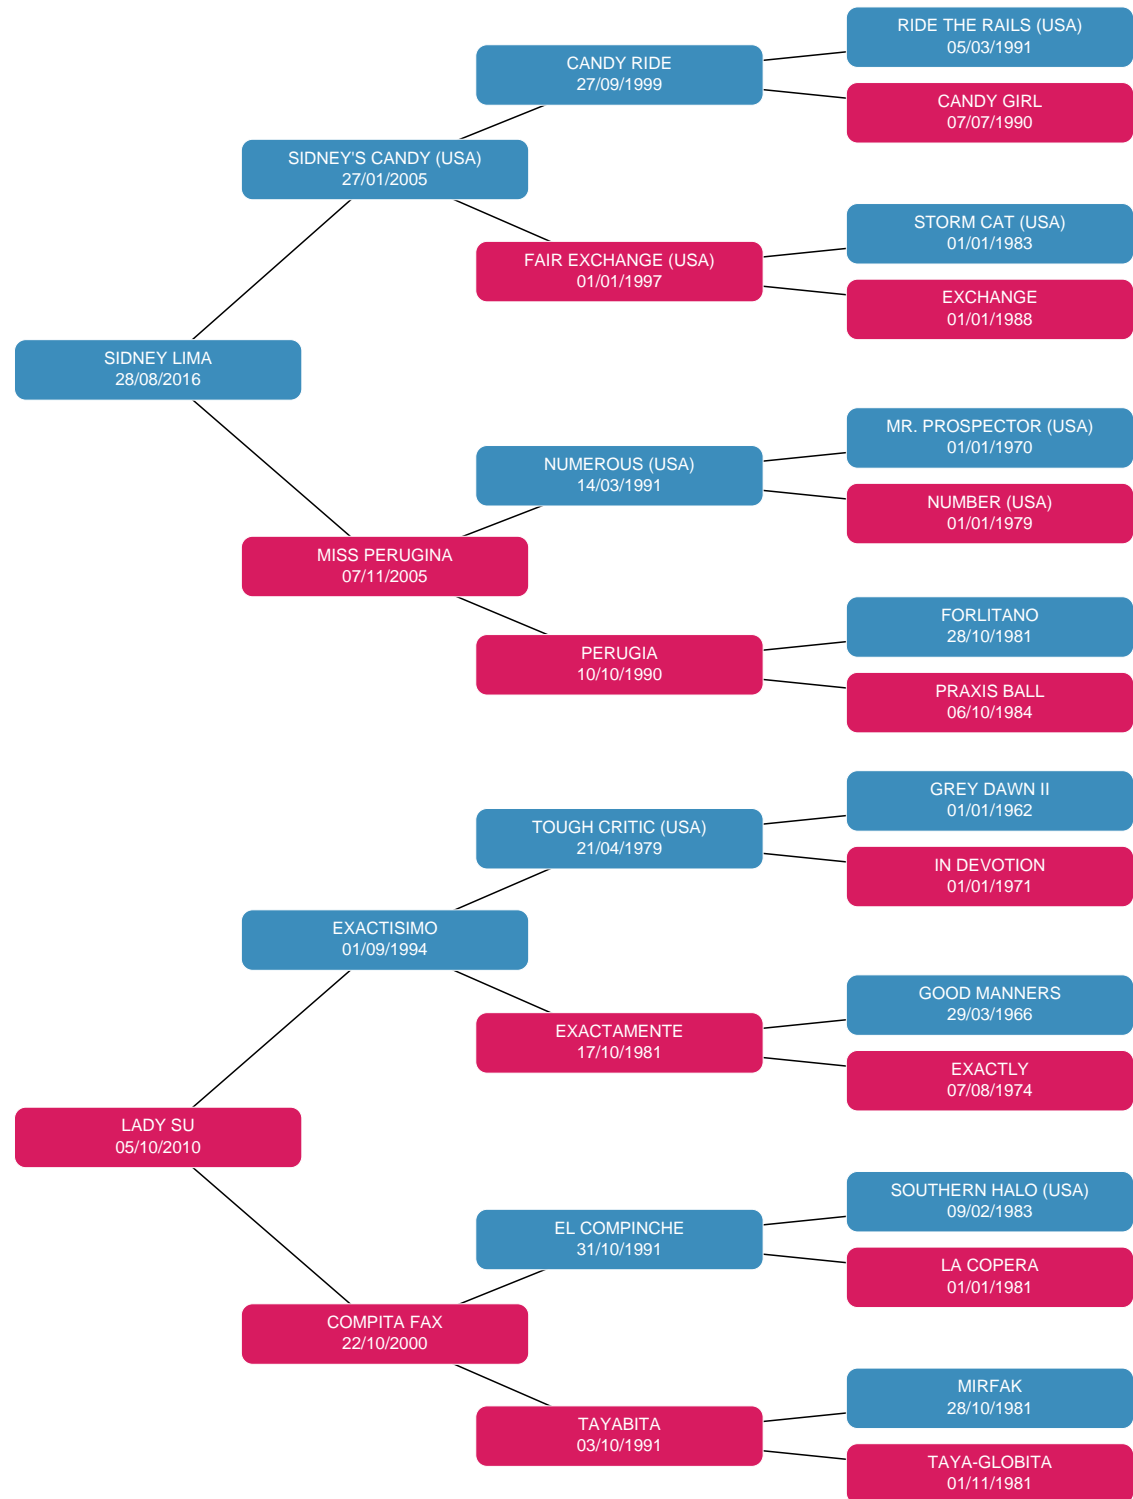 RIDE THE RAILS (USA)
05/03/1991
CANDY RIDE
27/09/1999
CANDY GIRL
07/07/1990
SIDNEY'S CANDY (USA)
27/01/2005
STORM CAT (USA)
01/01/1983
FAIR EXCHANGE (USA)
01/01/1997
EXCHANGE
01/01/1988
SIDNEY LIMA
28/08/2016
MR. PROSPECTOR (USA)
01/01/1970
NUMEROUS (USA)
14/03/1991
NUMBER (USA)
01/01/1979
MISS PERUGINA
07/11/2005
FORLITANO
28/10/1981
PERUGIA
10/10/1990
PRAXIS BALL
06/10/1984
GREY DAWN II
01/01/1962
TOUGH CRITIC (USA)
21/04/1979
IN DEVOTION
01/01/1971
EXACTISIMO
01/09/1994
GOOD MANNERS
29/03/1966
EXACTAMENTE
17/10/1981
EXACTLY
07/08/1974
LADY SU
05/10/2010
SOUTHERN HALO (USA)
09/02/1983
EL COMPINCHE
31/10/1991
LA COPERA
01/01/1981
COMPITA FAX
22/10/2000
MIRFAK
28/10/1981
TAYABITA
03/10/1991
TAYA-GLOBITA
01/11/1981